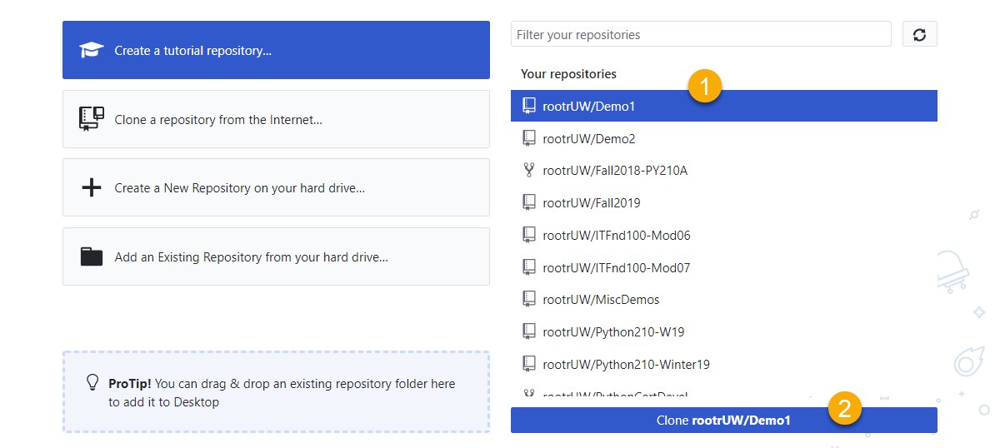 Create a tutorial repository...
Clone a repository from the Internet...
Create a New Repository on your hard drive...
Add an Existing Repository from your hard drive...
ProTip! You can drag & drop an existing repository folder here
to add it to Desktop
Filter your repositories
Your repositories
1
rootrUW/Demo1
rootrUW/Demo2
rootrUW/Fall2018-PY210A
rootrUW/Fall2019
rootrUW/ITFnd100-Mod06
rootrUW/ITFnd100-Mod07
rootrUW/MiscDemos
rootrUW/Python210-W19
rootrUW/Python210-Winter19
rootrUW/PythonCertDevel
2
Clone rootrUW/Demo1